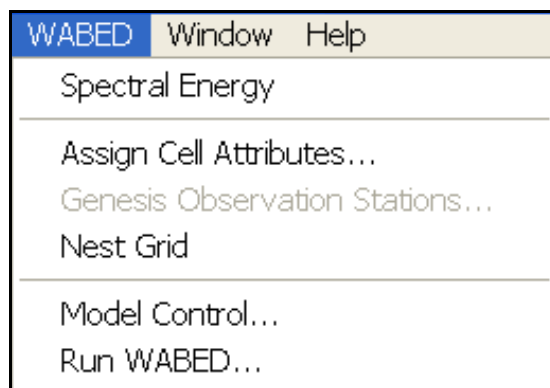 WABED Window Help
Spectral Energy
Assign Cell Attributes...
Genesis Observation Stations...
Nest Grid
Model Control...
Run WABED...